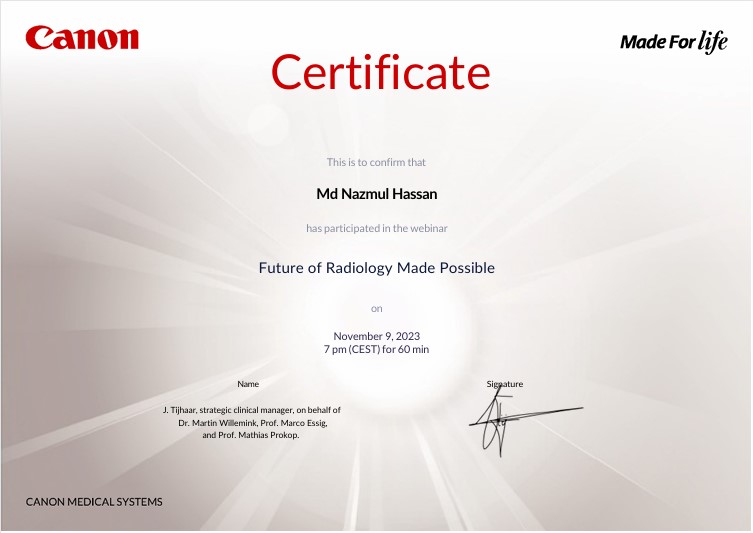 Canon
Made For life
Certificate
This is to confirm that
Md Nazmul Hassan
has participated in the webinar
Future of Radiology Made Possible
on
November 9, 2023
7 pm (CEST) for 60 min
Name
Signature
J. Tijhaar, strategic clinical manager, on behalf of
Dr. Martin Willemink, Prof. Marco Essig,
and Prof. Mathias Prokop.
CANON MEDICAL SYSTEMS